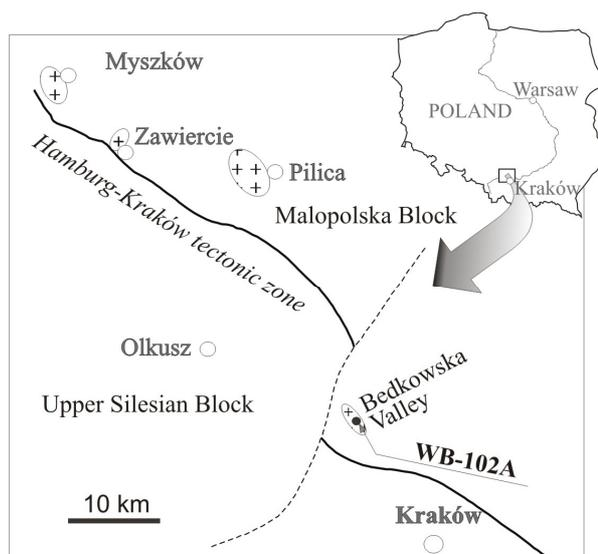 Myszków
Warsaw
POLAND
Zawiercie
Pilica
Kraków
Hamburg-Kraków tectonic zone
Malopolska Block
Olkusz
Bedkowska
Valley
Upper Silesian Block
WB-102A
10 km
Kraków